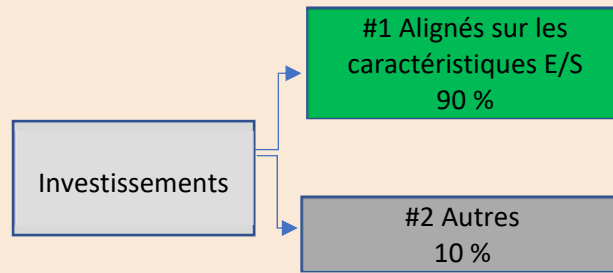 #1 Alignés sur les
caractéristiques E/S
90 %
Investissements
#2 Autres
10 %